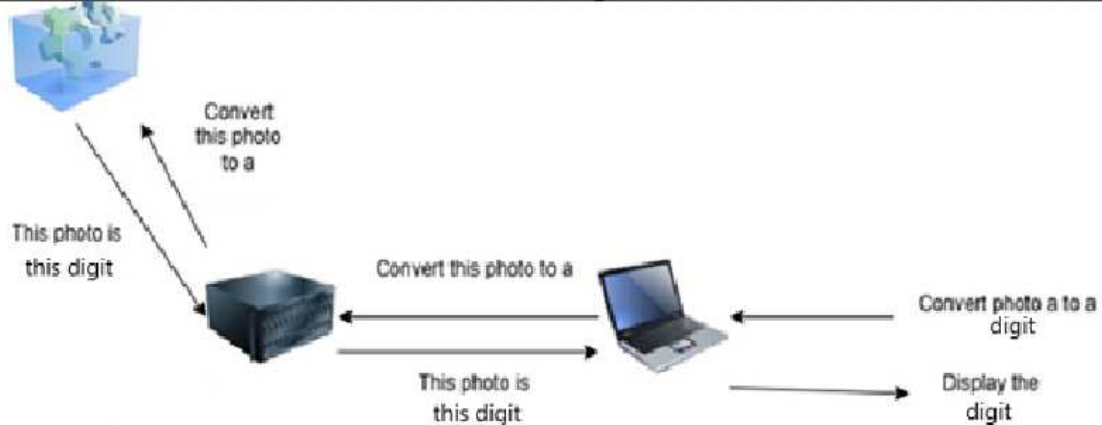 Convert
this photo
to a
This photo is
this digit
Convert this photo to a
Convert photo a to a
digit
This photo is
this digit
Display the
digit